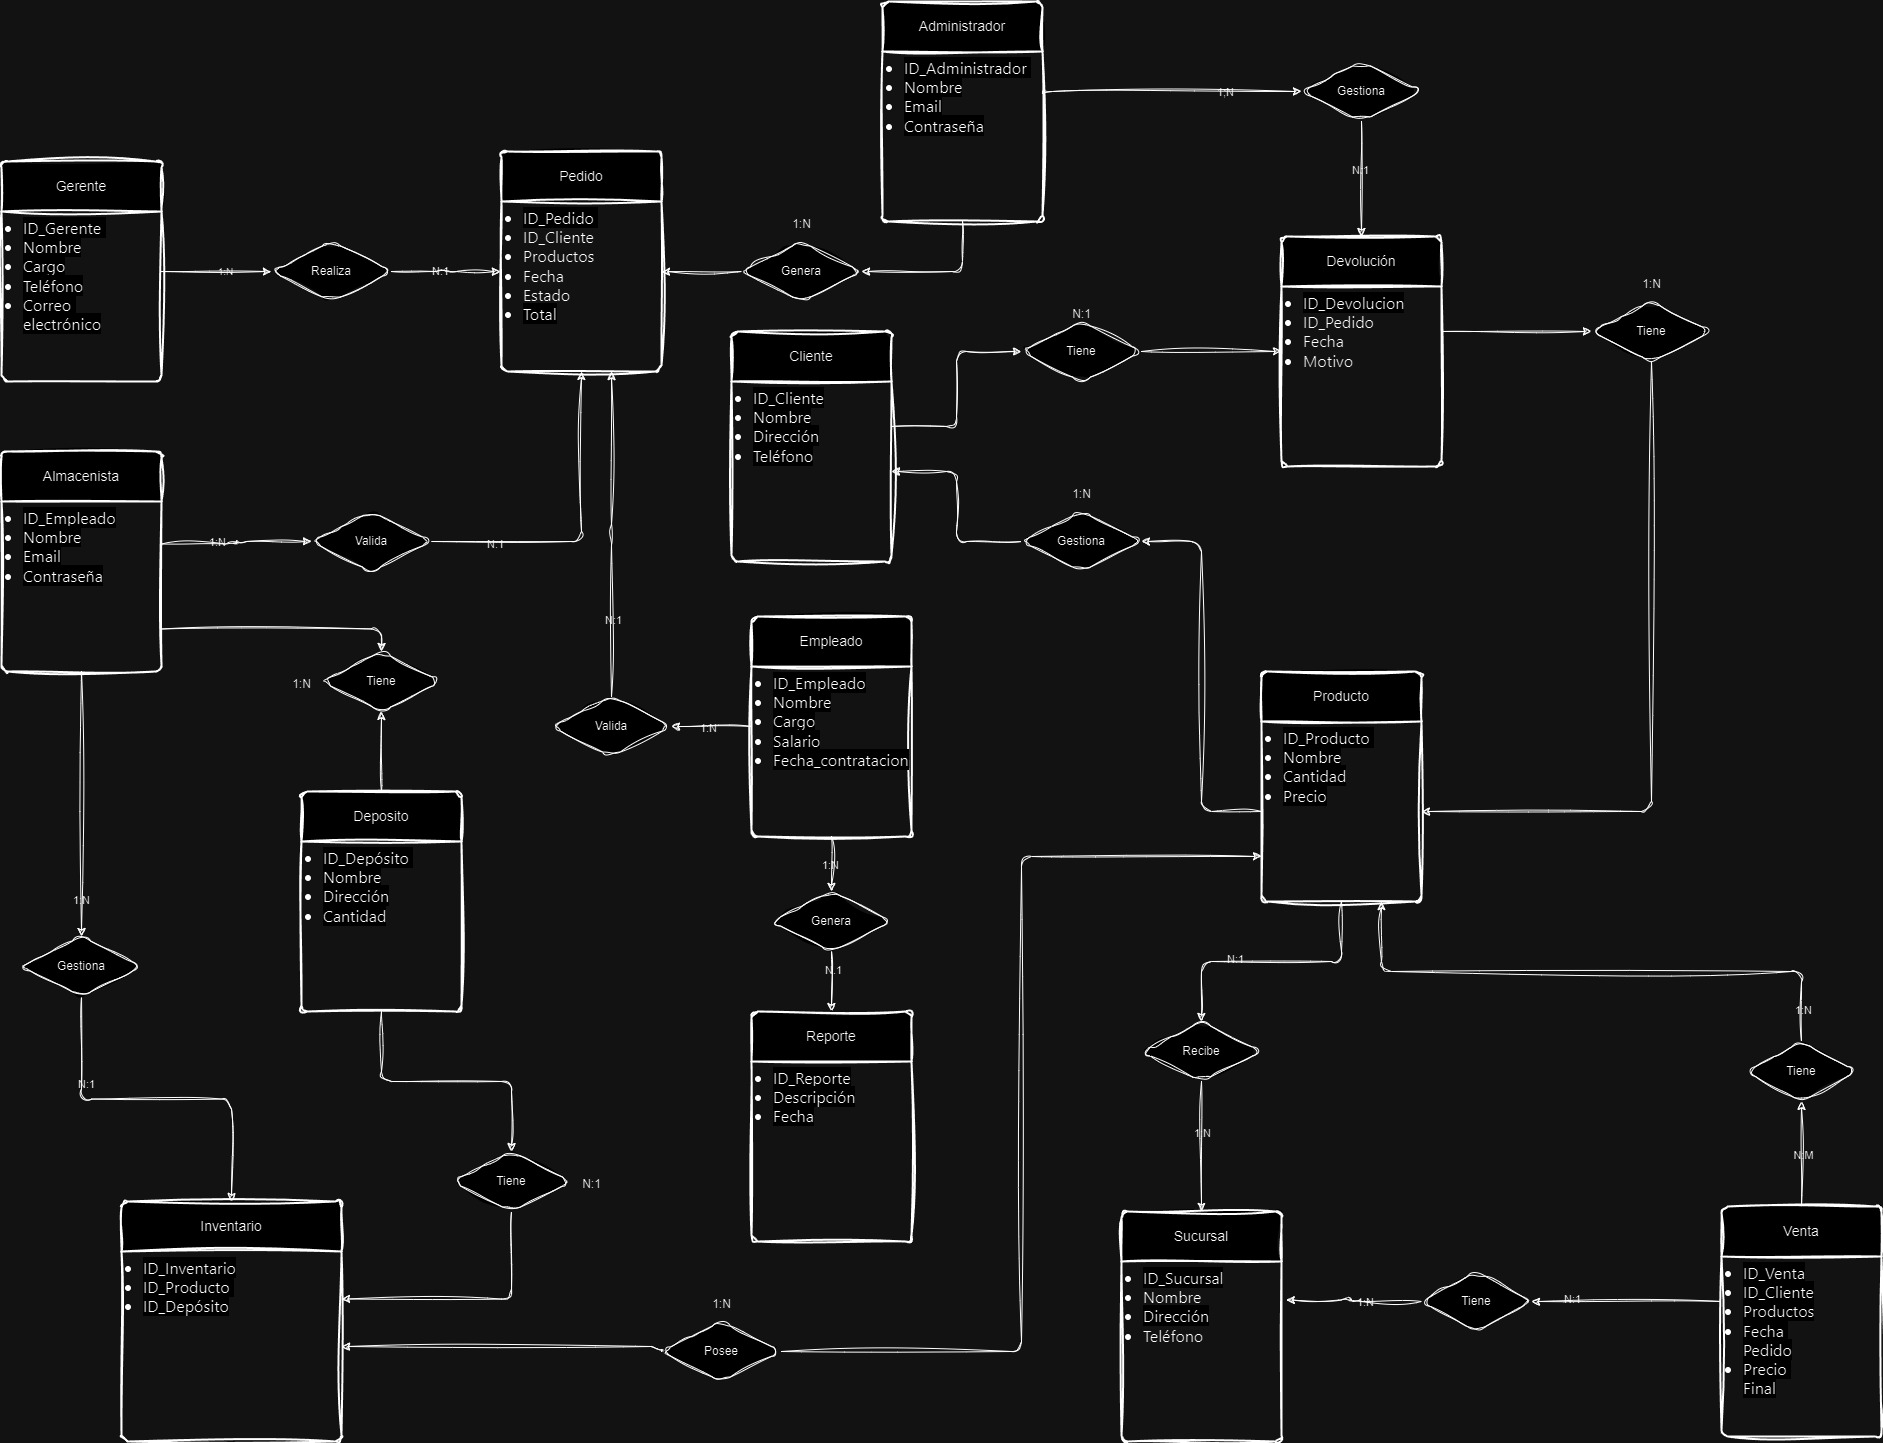 Administrador
ID_Administrador
Nombre
Email
Contraseña
1:N
Gestiona
N:1
Gerente
ID_Gerente
Nombre
Cargo
Teléfono
Correo
electrónico
1:N
Realiza
N:1
Pedido
ID_Pedido
ID_Cliente
Productos
Fecha
Estado
Total
1:N
Genera
Devolución
ID_Devolucion
ID_Pedido
Fecha
Motivo
1:N
Tiene
Cliente
ID_Cliente
Nombre
Dirección
Teléfono
N:1
Tiene
1:N
Gestiona
Almacenista
ID_Empleado
Nombre
Email
Contraseña
1:N
Valida
N:1
1:N
Tiene
N:1
Valida
1:N
Empleado
ID_Empleado
Nombre
Cargo
Salario
Fecha_contratacion
Producto
ID_Producto
Nombre
Cantidad
Precio
Deposito
ID_Depósito
Nombre
Dirección
Cantidad
1:N
Genera
N:1
1:N
Gestiona
N:1
Reporte
ID_Reporte
Descripción
Fecha
N:1
Recibe
1:N
1:N
Tiene
N:M
Tiene
N:1
Inventario
ID_Inventario
ID_Producto
ID_Depósito
1:N
Posee
Sucursal
ID_Sucursal
Nombre
Dirección
Teléfono
1:N
Tiene
N:1
Venta
ID_Venta
ID_Cliente
Productos
Fecha
Pedido
Precio
Final